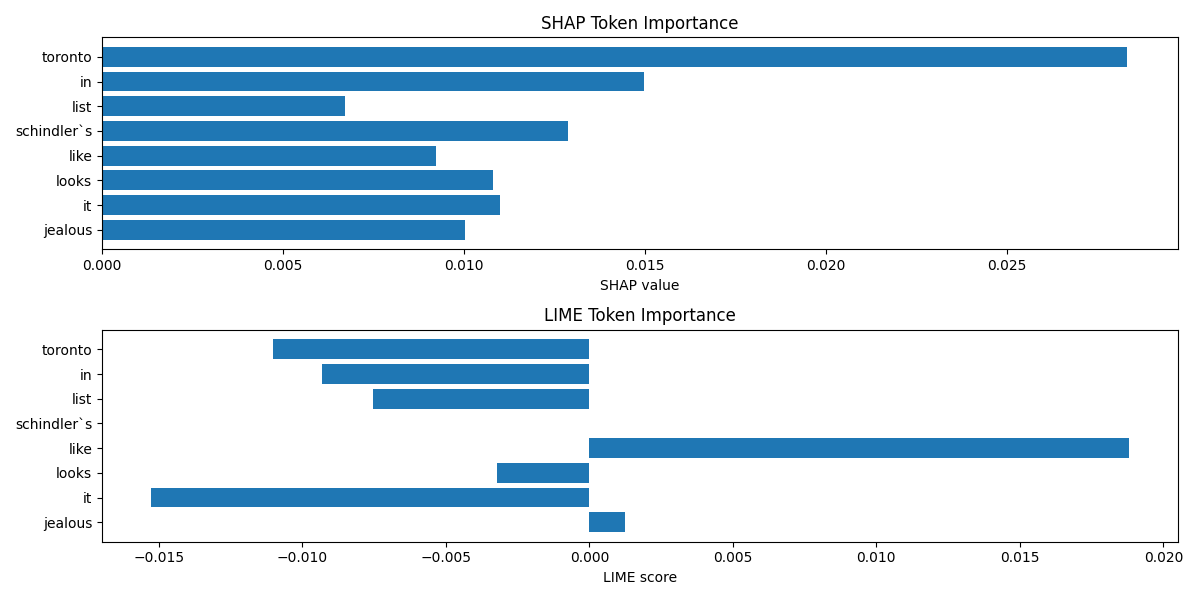 SHAP Token Importance
toronto
in
list
schindler`s
like
looks
it
jealous
0.000 0.005 0.010 0.015 0.020 0.025
SHAP value
LIME Token Importance
toronto
in
list
schindler`s
like
looks
it
jealous
−0.015 −0.010 −0.005 0.000 0.005 0.010 0.015 0.020
LIME score